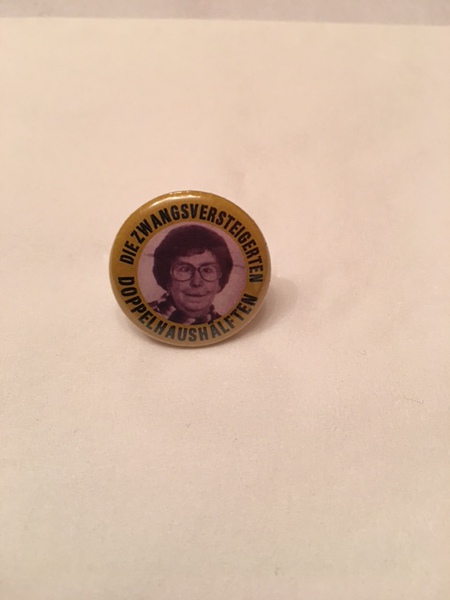 DIE ZWANGSVERSTEIGERTEN
DOPPELHAUSHÄLFTEN